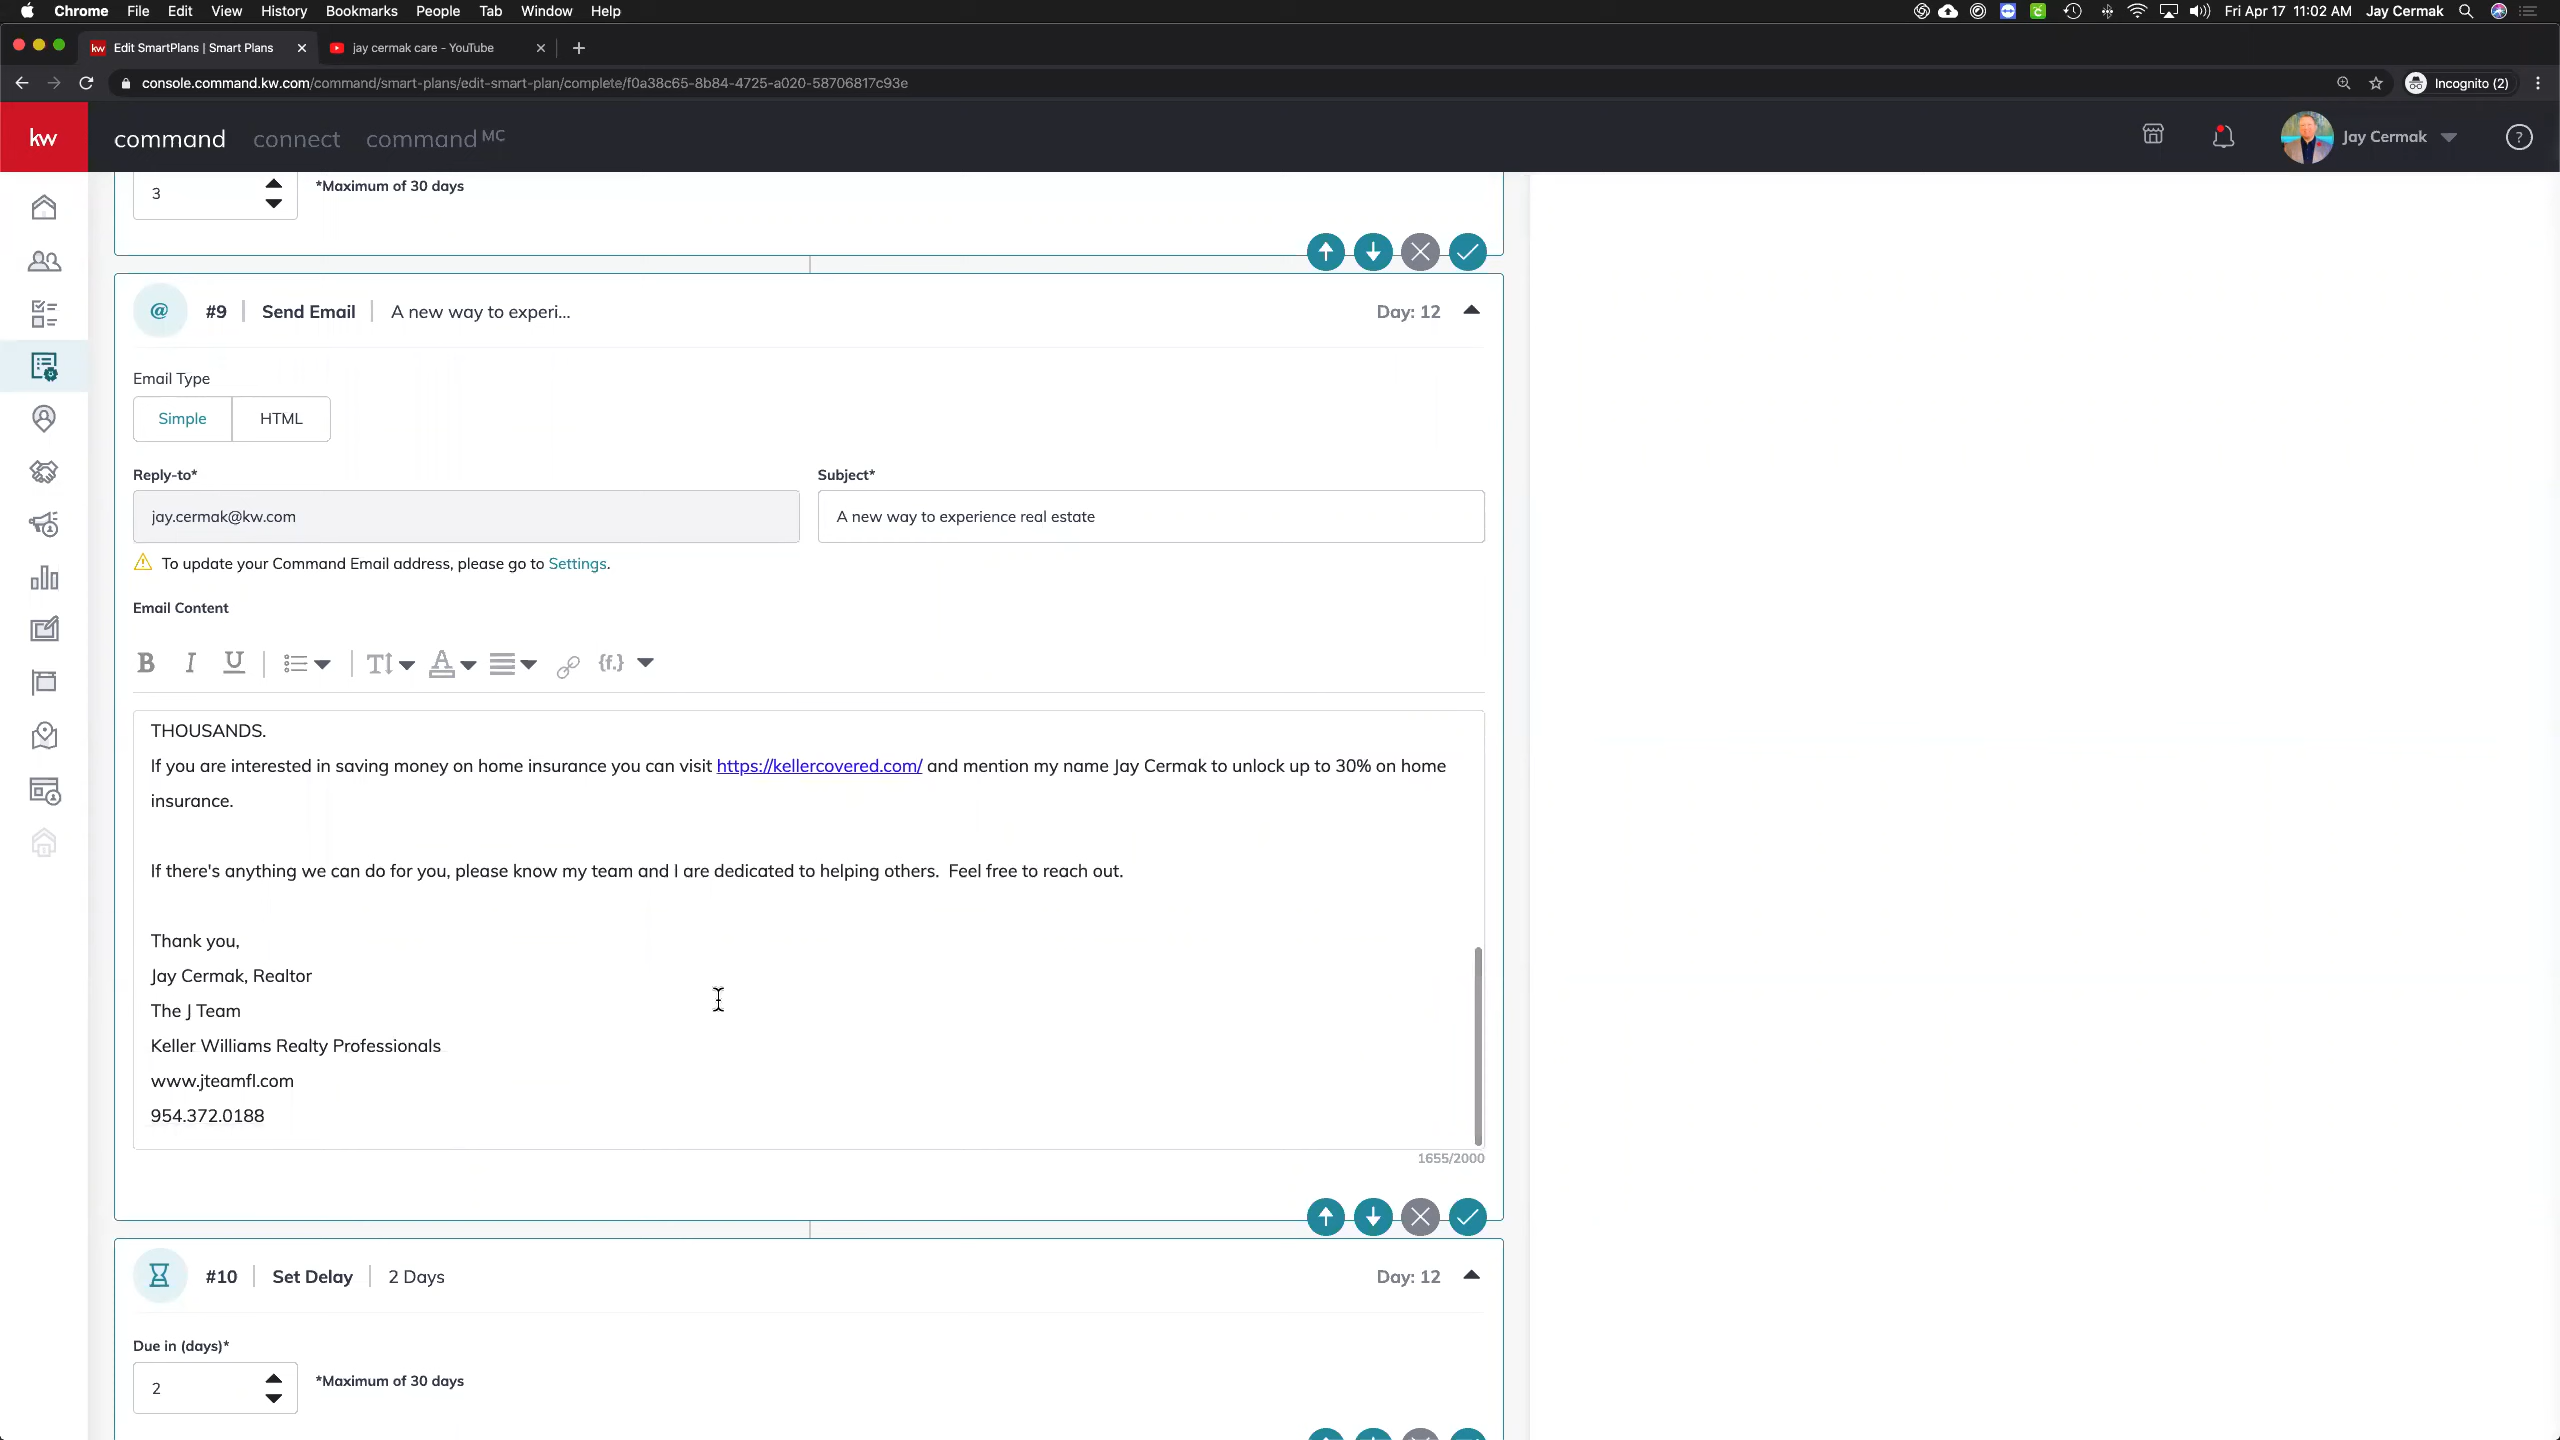 Chrome File Edit View History Bookmarks People Tab Window Help Fri Apr 17 11:02 AM Jay Cermak
kw Edit SmartPlans | Smart Plans jay cermak care - YouTube
console.command.kw.com/command/smart-plans/edit-smart-plan/complete/f0a38c65-8b84-4725-a020-58706817c93e Incognito (2)
kw command connect command MC Jay Cermak ?
3 *Maximum of 30 days
@ #9 Send Email A new way to experi... Day: 12
Email Type
Simple HTML
Reply-to* Subject*
jay.cermak@kw.com A new way to experience real estate
To update your Command Email address, please go to Settings.
Email Content
B I U T A {f.}
THOUSANDS.
If you are interested in saving money on home insurance you can visit https://kellercovered.com/ and mention my name Jay Cermak to unlock up to 30% on home
insurance.
If there's anything we can do for you, please know my team and I are dedicated to helping others.  Feel free to reach out.
Thank you,
Jay Cermak, Realtor
The J Team
Keller Williams Realty Professionals
www.jteamfl.com
954.372.0188
1655/2000
#10 Set Delay 2 Days Day: 12
Due in (days)*
2 *Maximum of 30 days